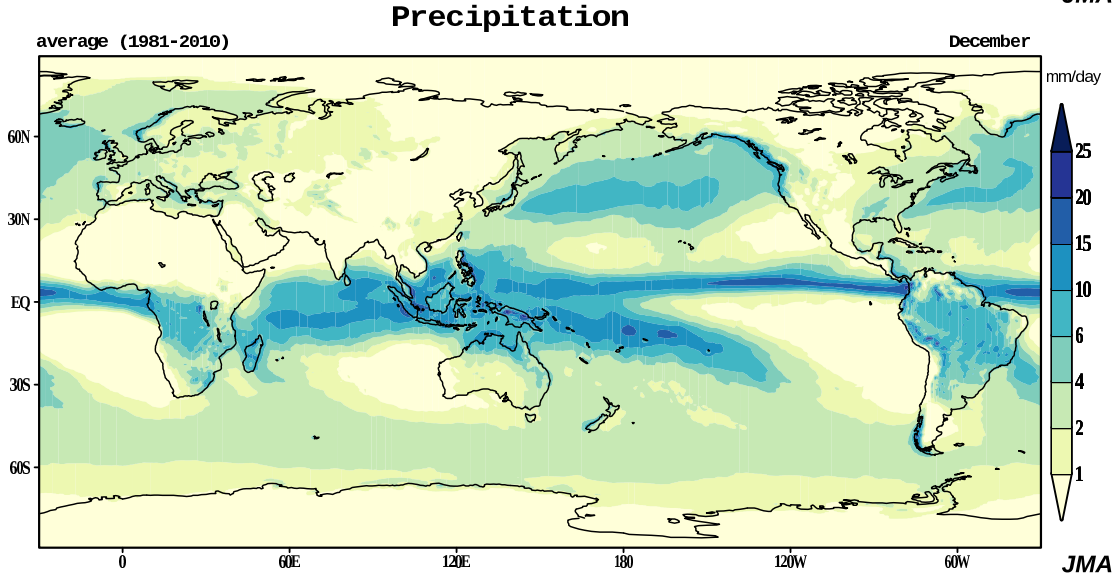 JMA
Precipitation
average (1981-2010)
December
mm/day
60N
30N
EQ
30S
60S
25
20
15
10
6
4
2
1
0
60E
120E
180
120W
60W
JMA